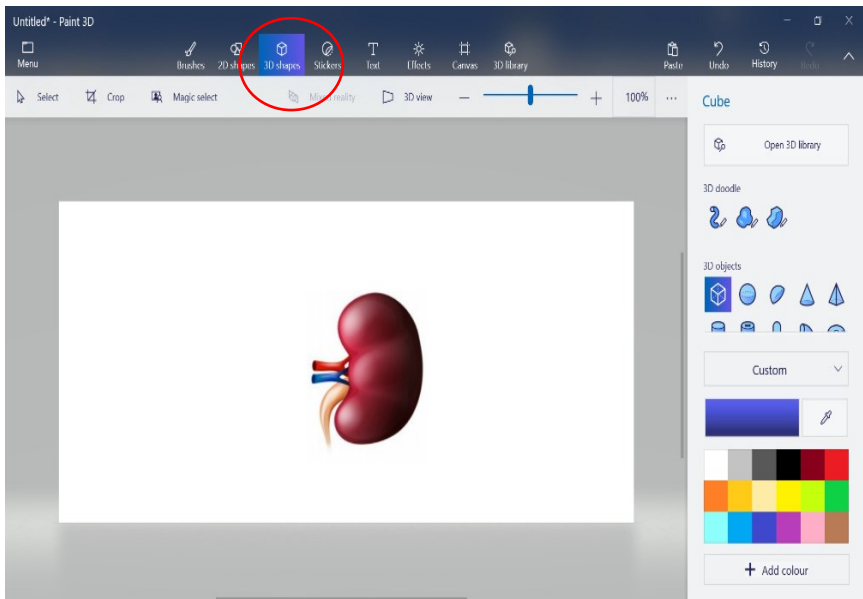 Untitled* - Paint 3D
Menu
Brushes 2D shapes 3D shapes Stickers Text Effects Canvas 3D library Paste Undo History Redo
Select Crop Magic select Mixed reality 3D view 100% ...
Cube
Open 3D library
3D doodle
3D objects
Custom
Add colour